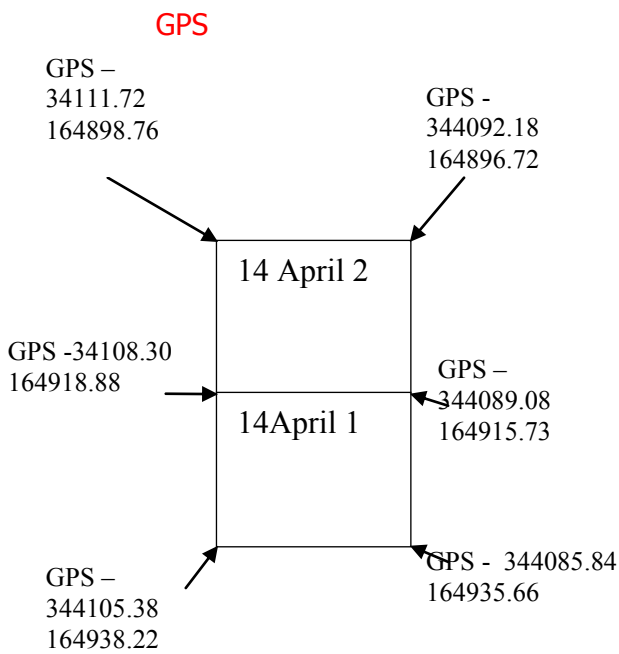 GPS
GPS –
34111.72
164898.76
GPS -
344092.18
164896.72
14 April 2
GPS -34108.30
164918.88
GPS –
344089.08
164915.73
14April 1
GPS –
344105.38
164938.22
GPS - 344085.84
164935.66